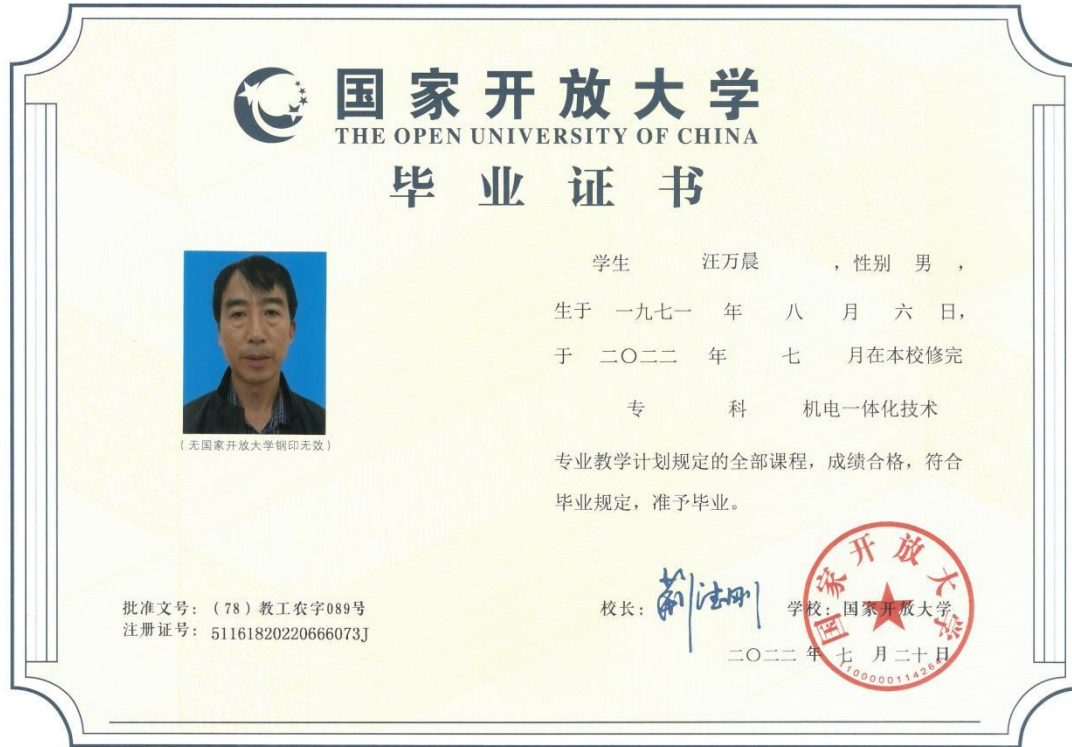 国家开放大学
THE OPEN UNIVERSITY OF CHINA
毕业证书
学生 汪万晨 ，性别 男 ，
生于 一九七一 年 八 月 六 日，
于 二〇二二 年 七 月在本校修完
专 科 机电一体化技术
专业教学计划规定的全部课程，成绩合格，符合
毕业规定，准予毕业。
（无国家开放大学钢印无效）
批准文号：（78）教工农字089号
注册证号：51161820220666073J
校长：荆德刚 学校：国家开放大学
二〇二二 年 七 月二十日
国家开放大学